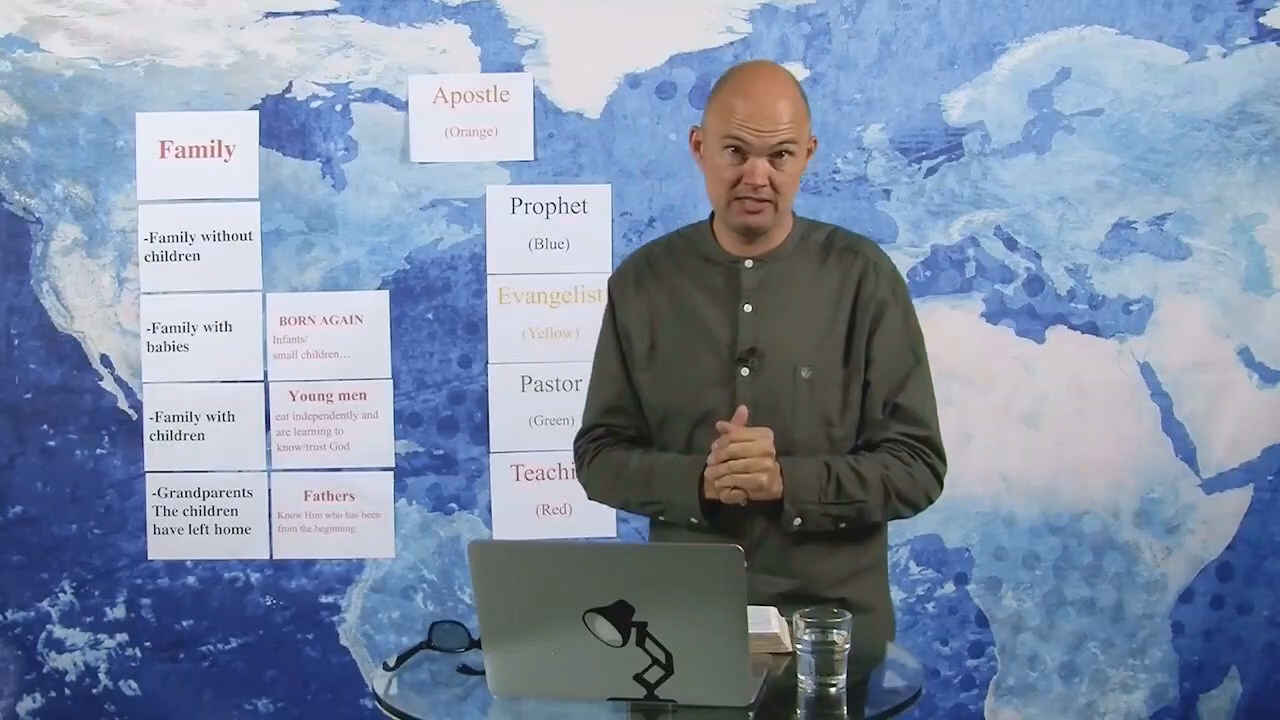 Family
-Family without
children
-Family with
babies
-Family with
children
-Grandparents
The children
have left home
BORN AGAIN
Infants/
small children...
Young men
eat independently and
are learning to
know/trust God
Fathers
Know Him who has been
from the beginning.
Apostle
(Orange)
Prophet
(Blue)
Evangelist
(Yellow)
Pastor
(Green)
Teachi
(Red)